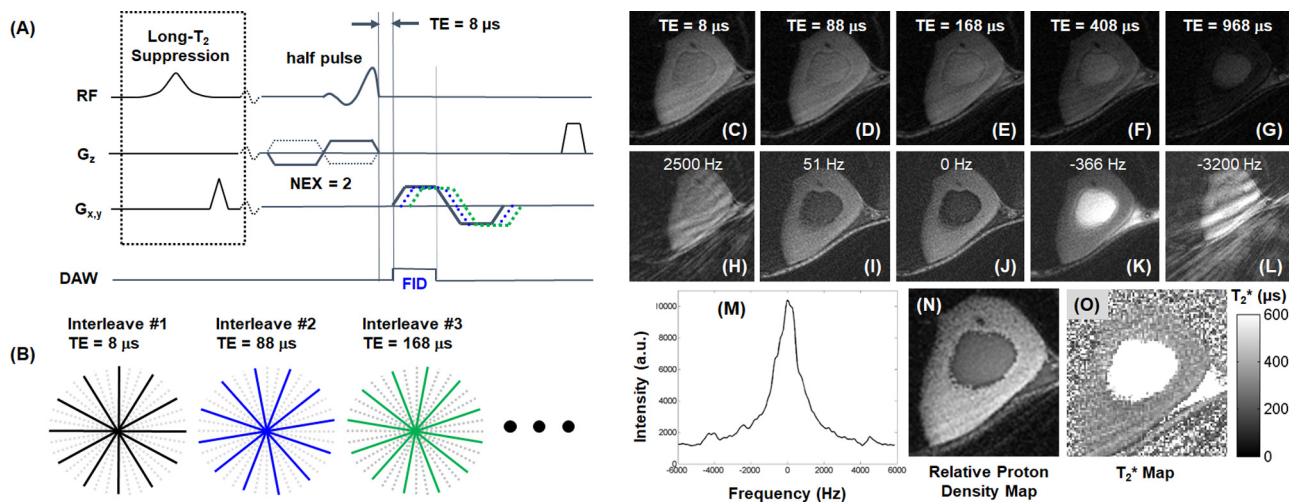 (A)
Long-T₂
Suppression
TE = 8 µs
half pulse
RF
G_z
NEX = 2
G_x,y
DAW
FID
(B)
Interleave #1
TE = 8 µs
Interleave #2
TE = 88 µs
Interleave #3
TE = 168 µs
TE = 8 µs
(C)
TE = 88 µs
(D)
TE = 168 µs
(E)
TE = 408 µs
(F)
TE = 968 µs
(G)
2500 Hz
(H)
51 Hz
(I)
0 Hz
(J)
-366 Hz
(K)
-3200 Hz
(L)
(M)
Intensity (a.u.)
10000
8000
6000
4000
2000
0
-6000 -4000 -2000 0 2000 4000 6000
Frequency (Hz)
(N)
Relative Proton
Density Map
(O)
T₂* Map
T₂* (µs)
600
400
200
0